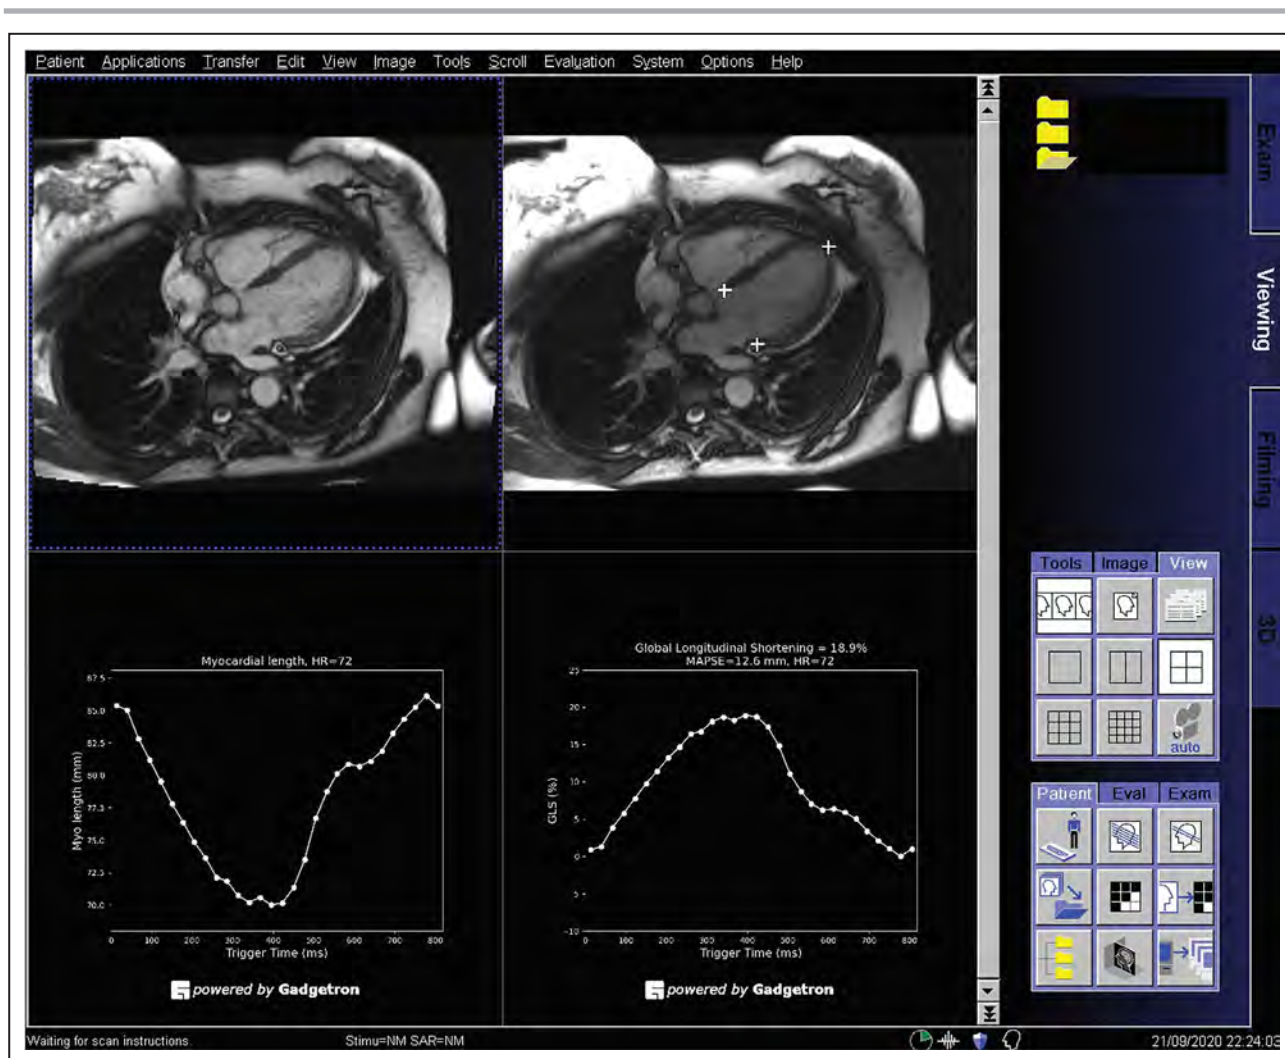 Patient Applications Transfer Edit View Image Tools Scroll Evaluation System Options Help
Exam
Viewing
Filming
3D
Tools Image View
auto
Patient Eval Exam
Myocardial length, HR=72
Myo length (mm)
87.5
85.0
82.5
80.0
77.5
75.0
72.5
70.0
0 100 200 300 400 500 600 700 800
Trigger Time (ms)
powered by Gadgetron
Global Longitudinal Shortening = 18.9%
MAPSE=12.6 mm, HR=72
GLS (%)
25
20
15
10
5
0
5
-10
0 100 200 300 400 500 600 700 800
Trigger Time (ms)
powered by Gadgetron
Waiting for scan instructions. Stimu=NM SAR=NM 21/09/2020 22:24:03